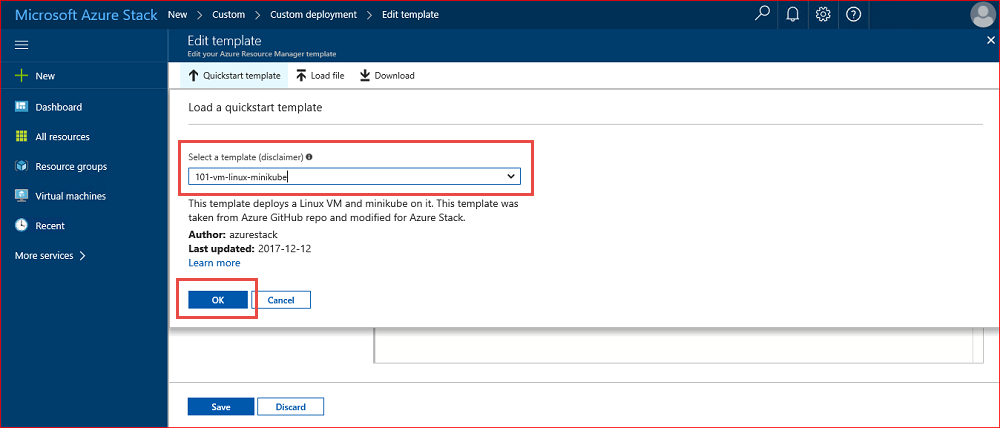 Microsoft Azure Stack New > Custom > Custom deployment > Edit template
Edit template
Edit your Azure Resource Manager template
New
Dashboard
All resources
Resource groups
Virtual machines
Recent
More services >
Quickstart template Load file Download
Load a quickstart template
Select a template (disclaimer)
101-vm-linux-minikube
This template deploys a Linux VM and minikube on it. This template was
taken from Azure GitHub repo and modified for Azure Stack.
Author: azurestack
Last updated: 2017-12-12
Learn more
OK Cancel
Save Discard